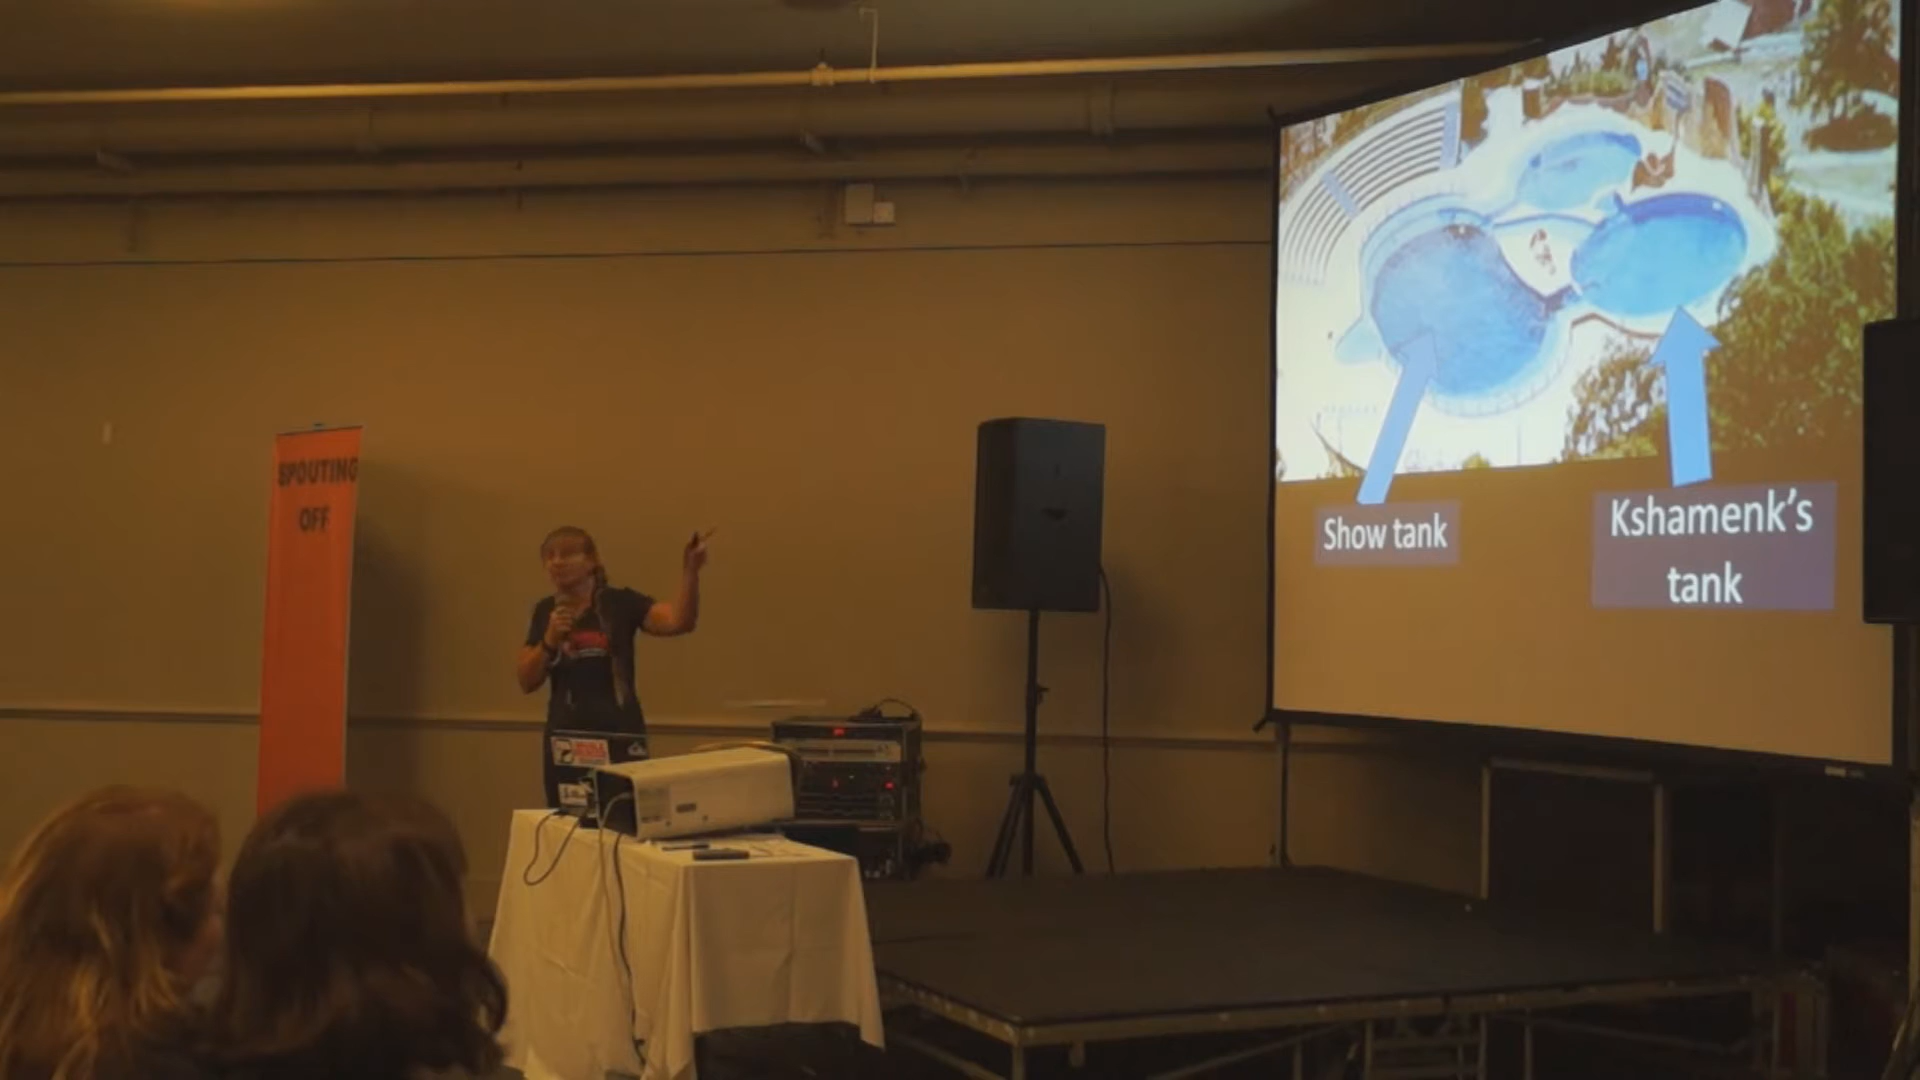 SPOUTING
OFF
Show tank
Kshamenk's
tank